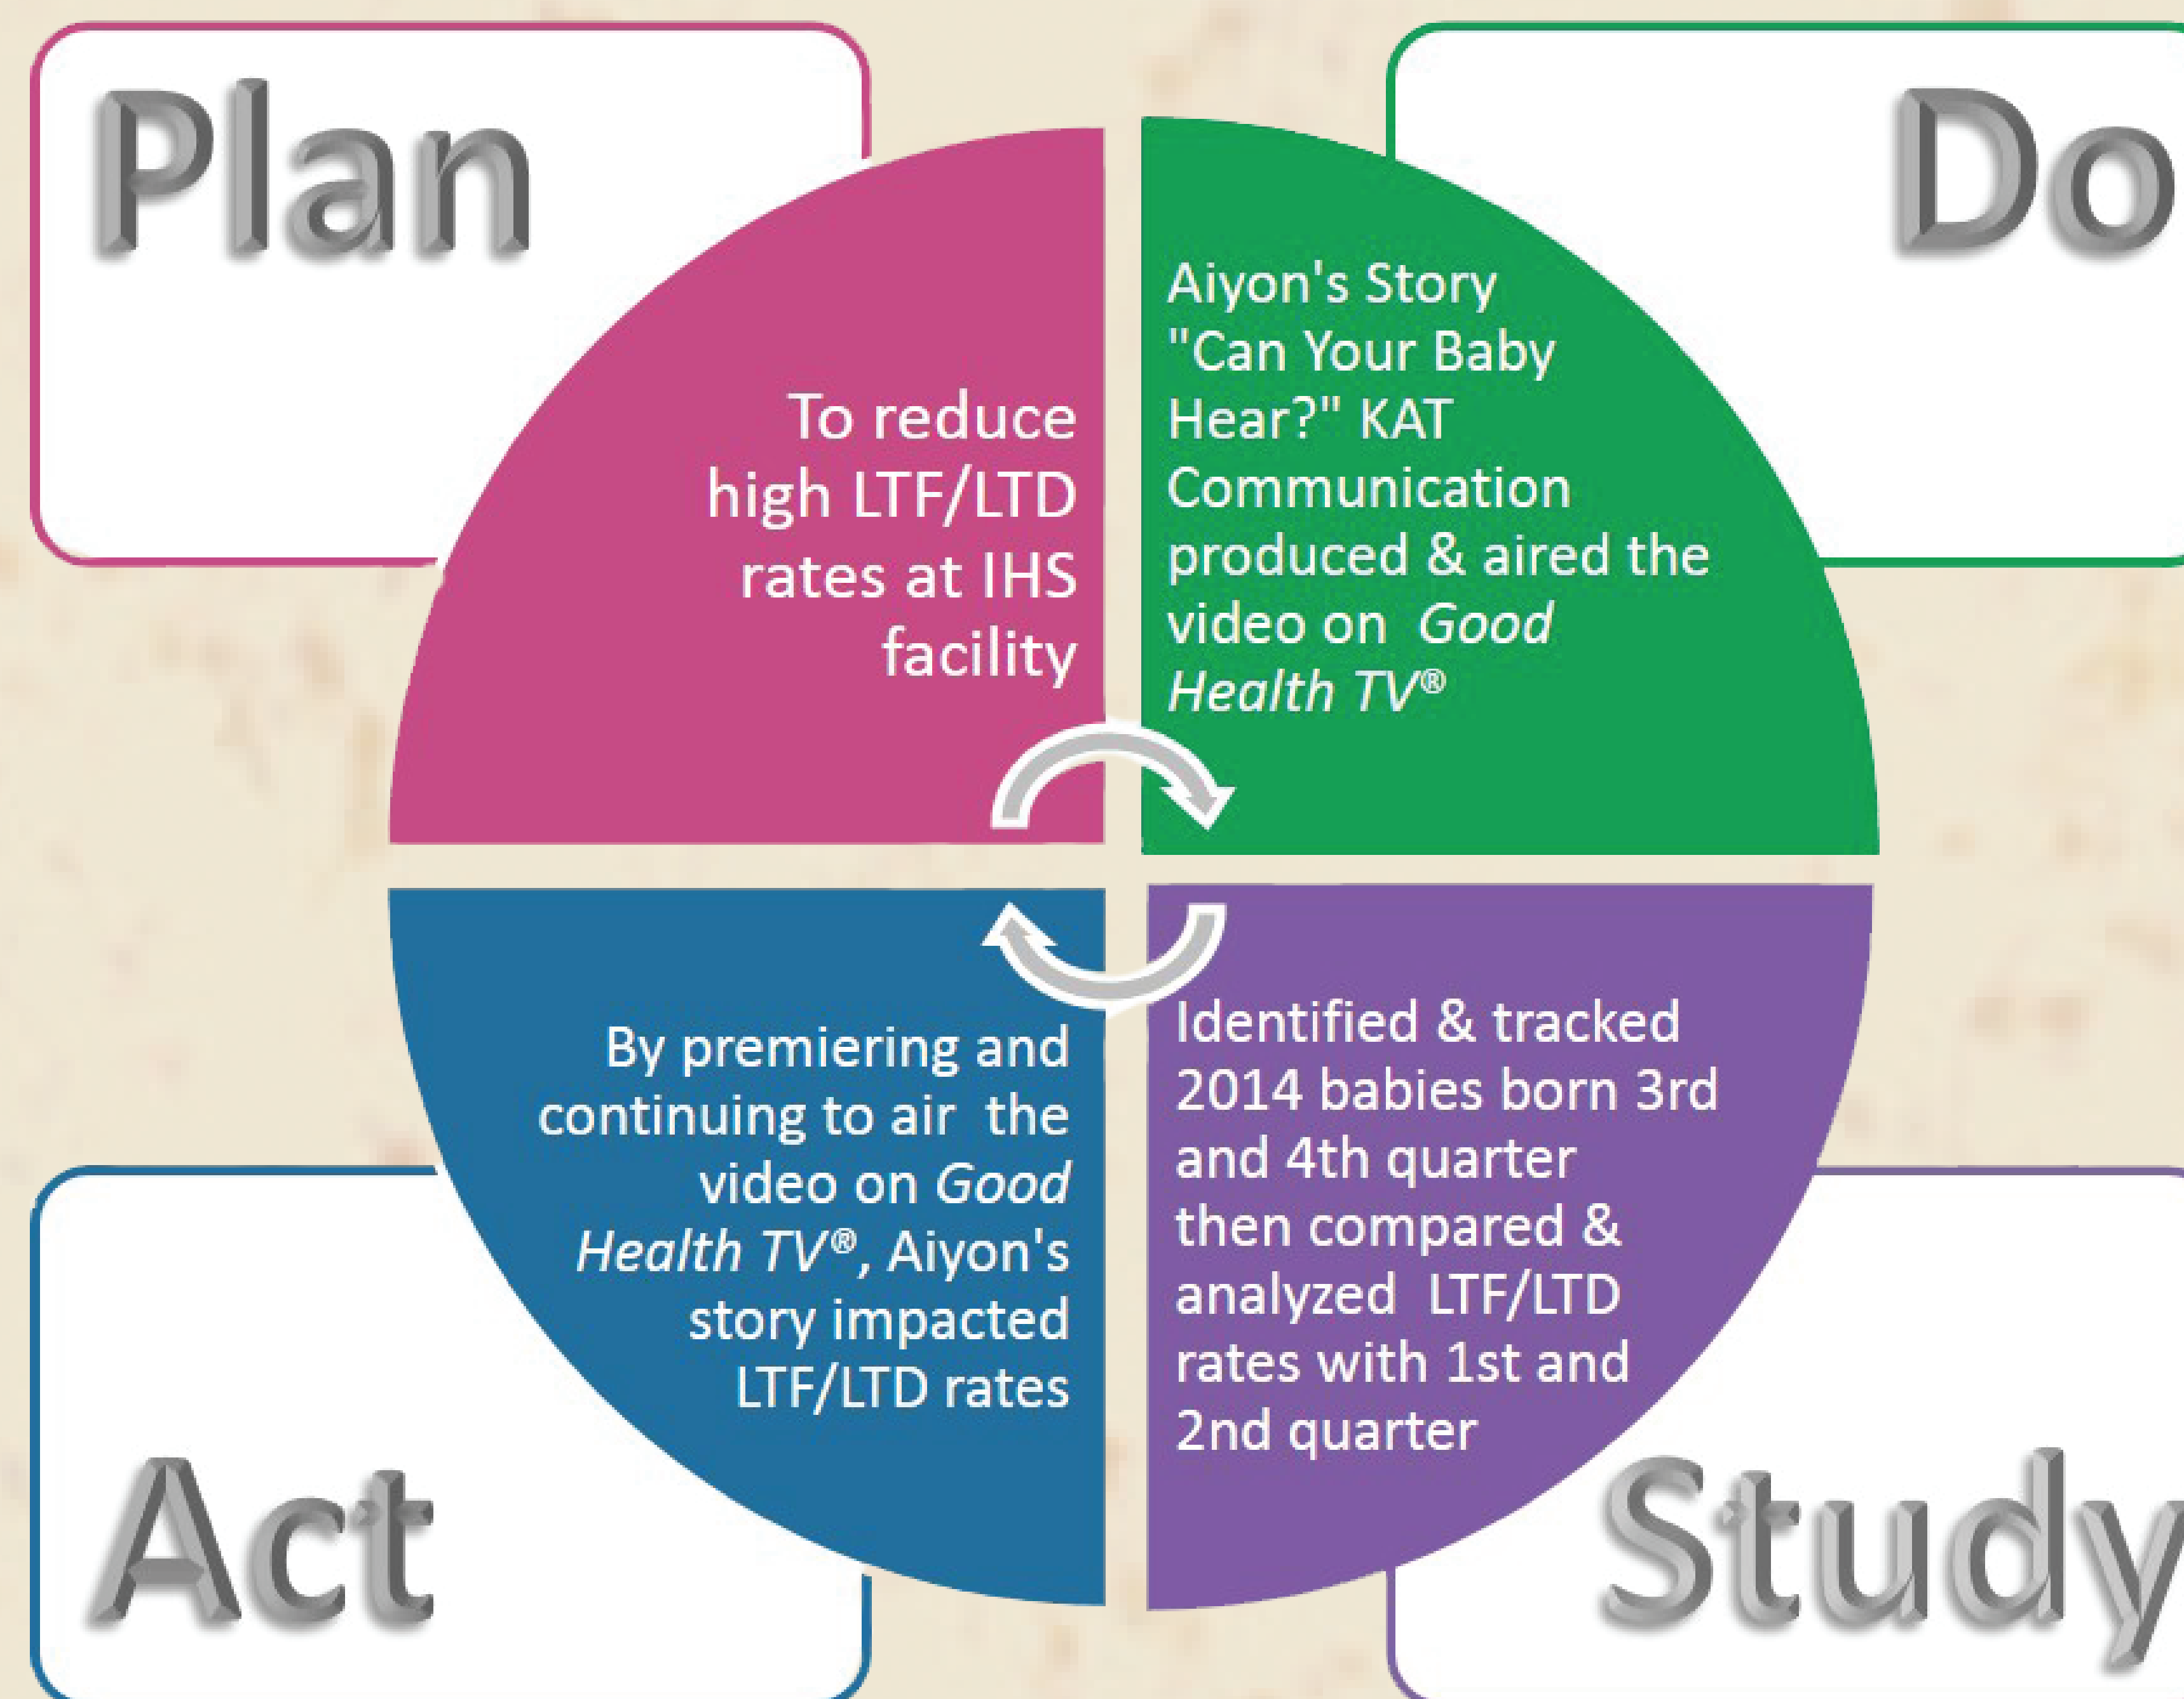 Plan
To reduce
high LTF/LTD
rates at IHS
facility
Do
Aiyon's Story
"Can Your Baby
Hear?" KAT
Communication
produced & aired the
video on Good
Health TV®
By premiering and
continuing to air the
video on Good
Health TV®, Aiyon's
story impacted
LTF/LTD rates
Act
Identified & tracked
2014 babies born 3rd
and 4th quarter
then compared &
analyzed LTF/LTD
rates with 1st and
2nd quarter
Study